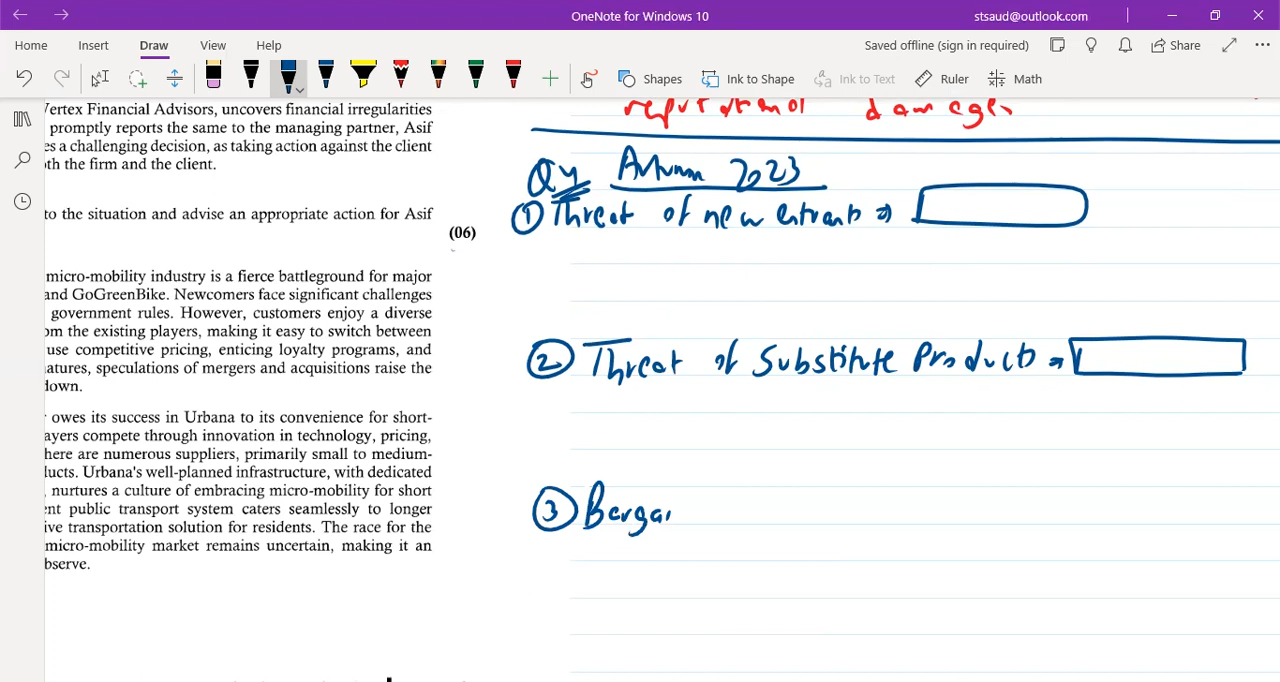 OneNote for Windows 10
stsaud@outlook.com
Home Insert Draw View Help
Saved offline (sign in required) Share
Shapes Ink to Shape Ink to Text Ruler Math
Vertex Financial Advisors, uncovers financial irregularities
promptly reports the same to the managing partner, Asif
es a challenging decision, as taking action against the client
oth the firm and the client.
to the situation and advise an appropriate action for Asif
(06)
micro-mobility industry is a fierce battleground for major
and GoGreenBike. Newcomers face significant challenges
government rules. However, customers enjoy a diverse
om the existing players, making it easy to switch between
use competitive pricing, enticing loyalty programs, and
atures, speculations of mergers and acquisitions raise the
down.
owes its success in Urbana to its convenience for short-
ayers compete through innovation in technology, pricing,
here are numerous suppliers, primarily small to medium-
lucts. Urbana's well-planned infrastructure, with dedicated
, nurtures a culture of embracing micro-mobility for short
ent public transport system caters seamlessly to longer
ive transportation solution for residents. The race for the
micro-mobility market remains uncertain, making it an
bserve.
reputational damages
Q4 Autumn 2023
① Threat of new entrants ⇒
② Threat of Substitute Products ⇒
③ Bargai